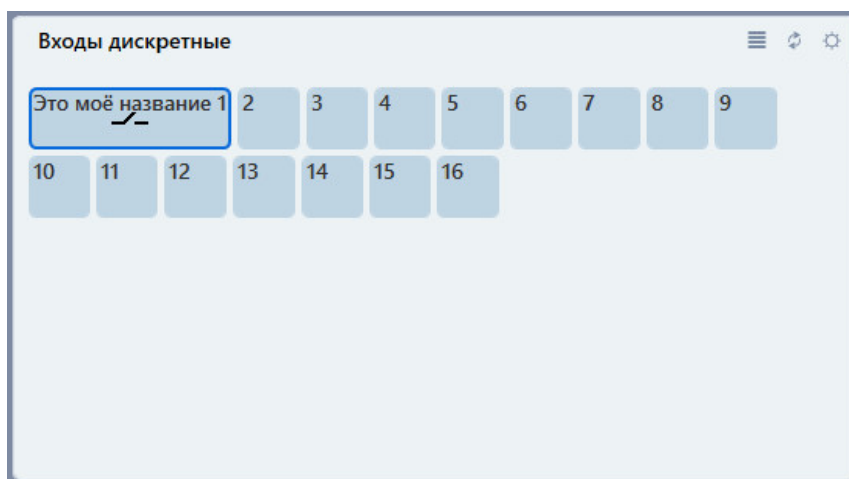 Входы дискретные
Это моё название 1 2 3 4 5 6 7 8 9
10 11 12 13 14 15 16